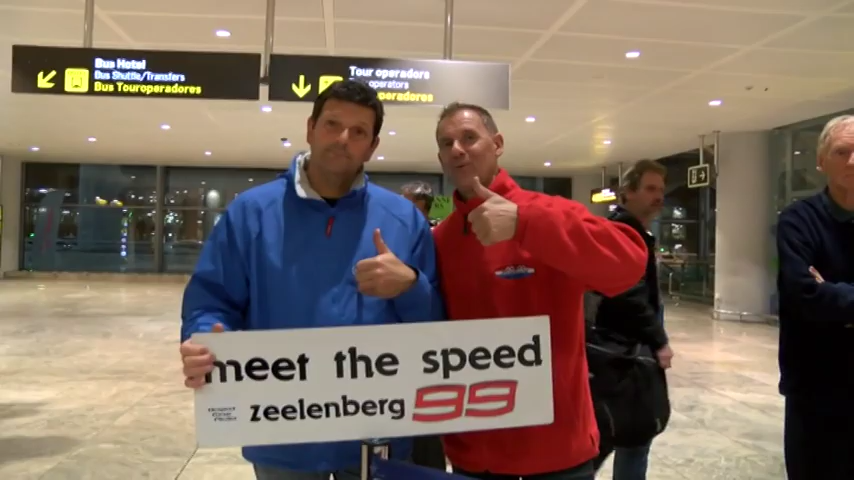 Bus Hotel
Bus Shuttle/Transfers
Bus Touroperadores
Tour operadors
operators
operadores
meet the speed
zeelenberg 99